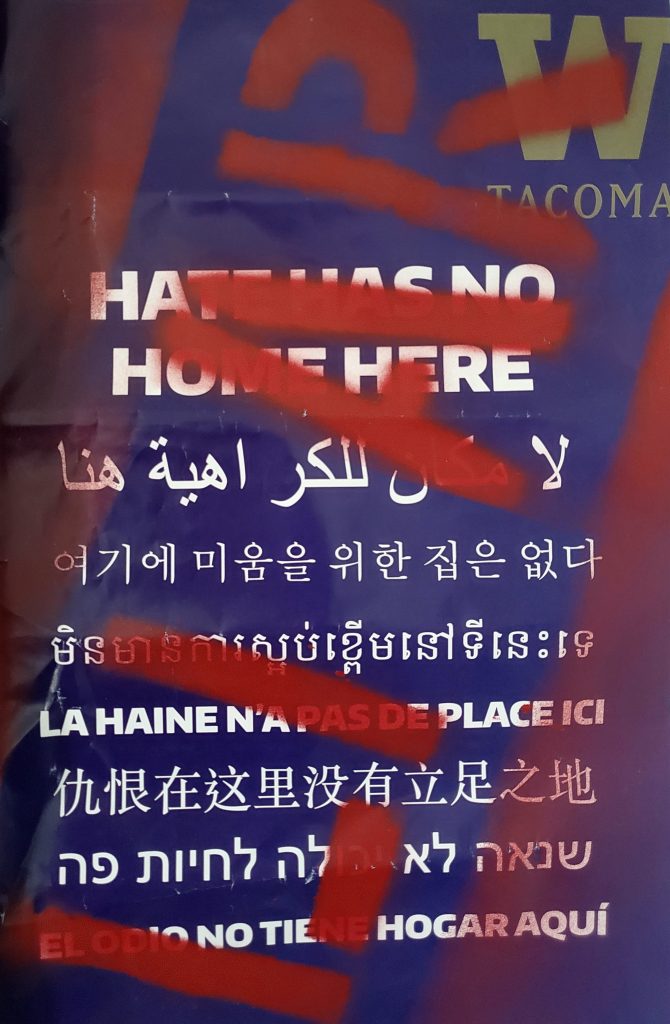 W
TACOMA
HATE HAS NO
HOME HERE
لا مكان للكر اهية هنا
여기에 미움을 위한 집은 없다
មិនមានការស្អប់ខ្ពើមនៅទីនេះទេ
LA HAINE N'A PAS DE PLACE ICI
仇恨在这里没有立足之地
שנאה לא יכולה לחיות פה
EL ODIO NO TIENE HOGAR AQUÍ